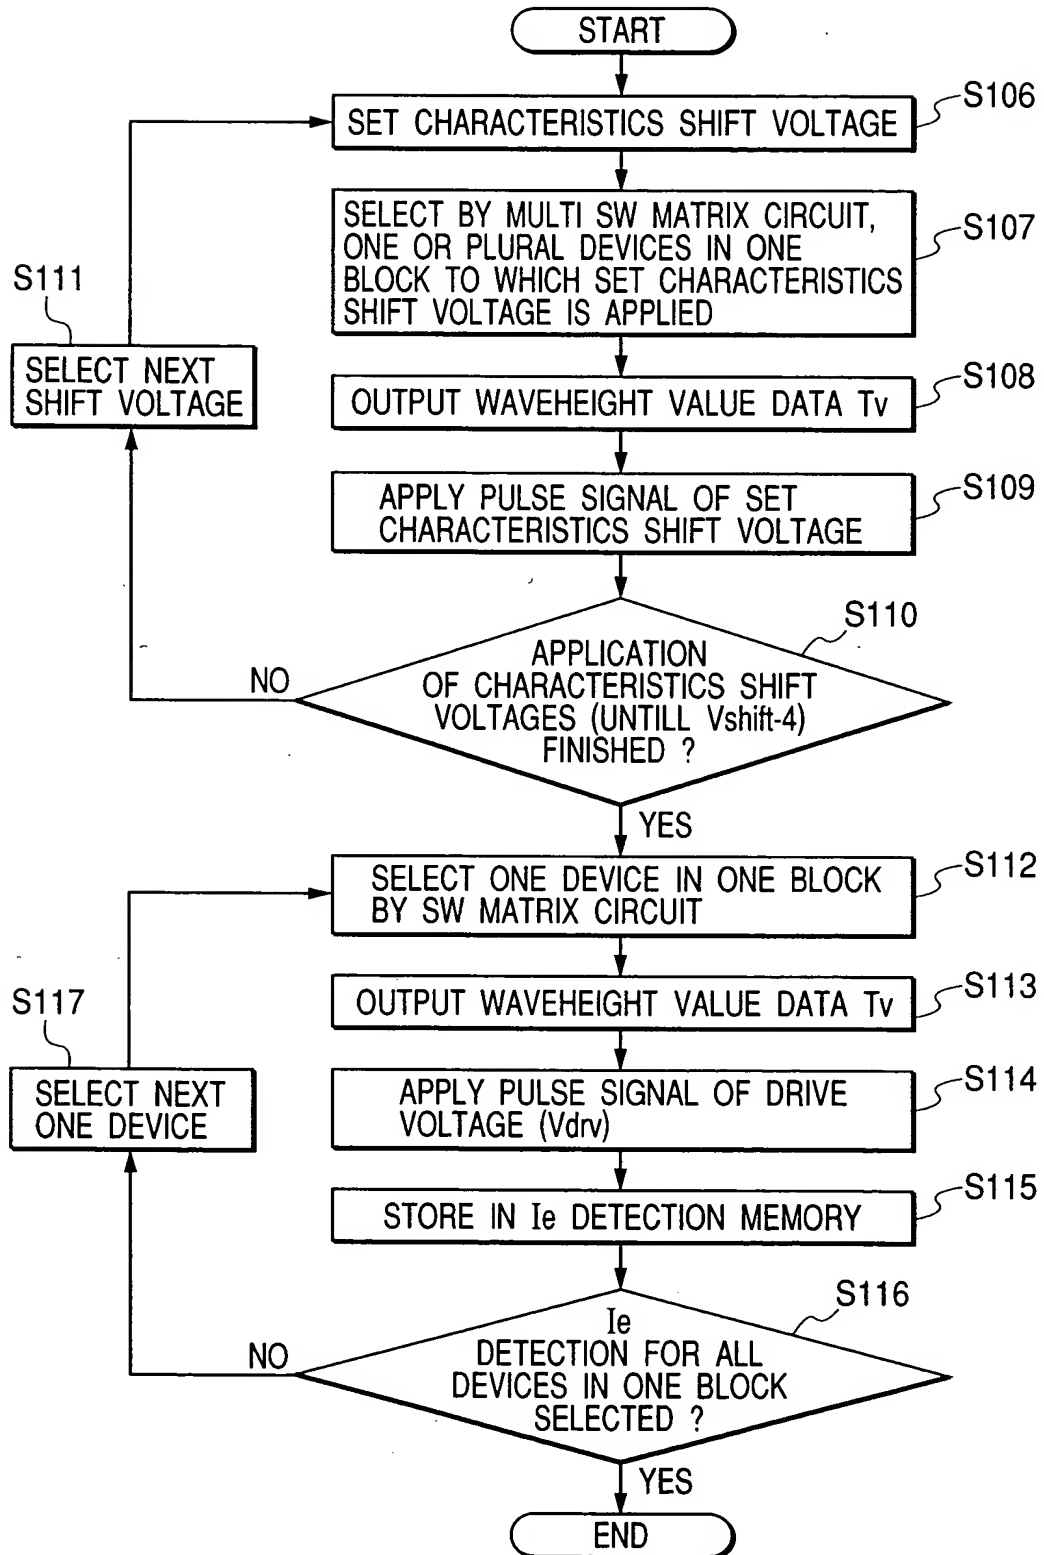 START
SET CHARACTERISTICS SHIFT VOLTAGE
S106
SELECT BY MULTI SW MATRIX CIRCUIT,
ONE OR PLURAL DEVICES IN ONE
BLOCK TO WHICH SET CHARACTERISTICS
SHIFT VOLTAGE IS APPLIED
S107
S111
SELECT NEXT
SHIFT VOLTAGE
OUTPUT WAVEHEIGHT VALUE DATA Tv
S108
APPLY PULSE SIGNAL OF SET
CHARACTERISTICS SHIFT VOLTAGE
S109
S110
APPLICATION
OF CHARACTERISTICS SHIFT
VOLTAGES (UNTILL Vshift-4)
FINISHED ?
NO
YES
SELECT ONE DEVICE IN ONE BLOCK
BY SW MATRIX CIRCUIT
S112
OUTPUT WAVEHEIGHT VALUE DATA Tv
S113
S117
SELECT NEXT
ONE DEVICE
APPLY PULSE SIGNAL OF DRIVE
VOLTAGE (Vdrv)
S114
STORE IN Ie DETECTION MEMORY
S115
S116
Ie
DETECTION FOR ALL
DEVICES IN ONE BLOCK
SELECTED ?
NO
YES
END